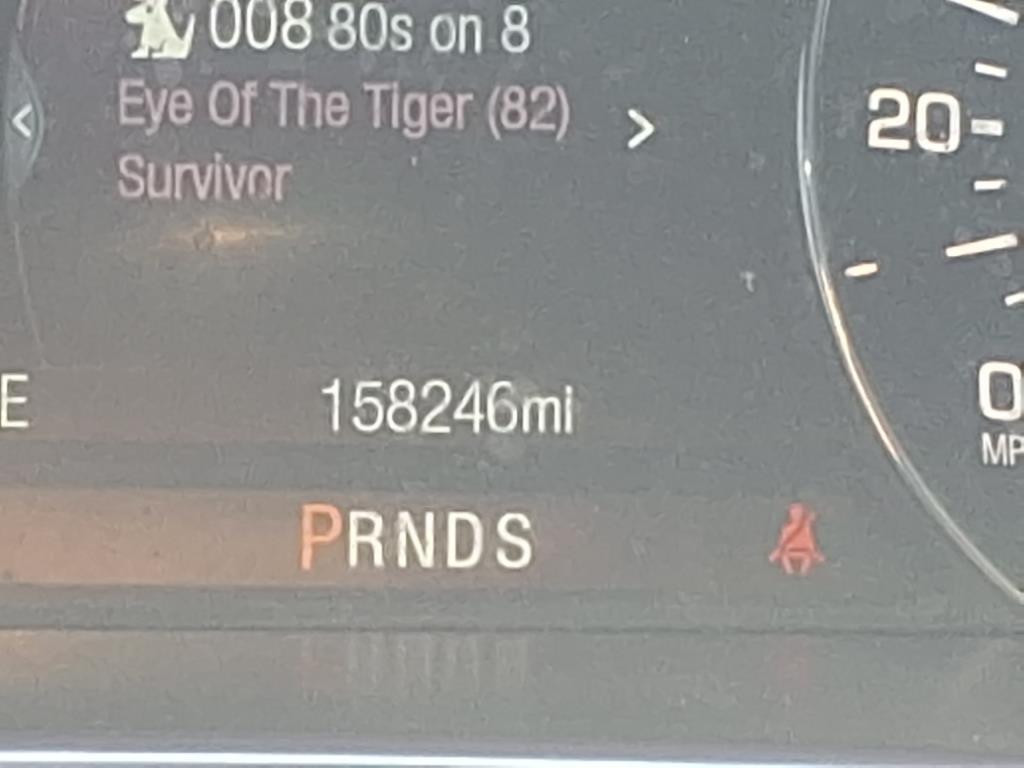 008 80s on 8
Eye Of The Tiger (82)
Survivor
<
>
20
E
158246mi
0
MP
PRNDS